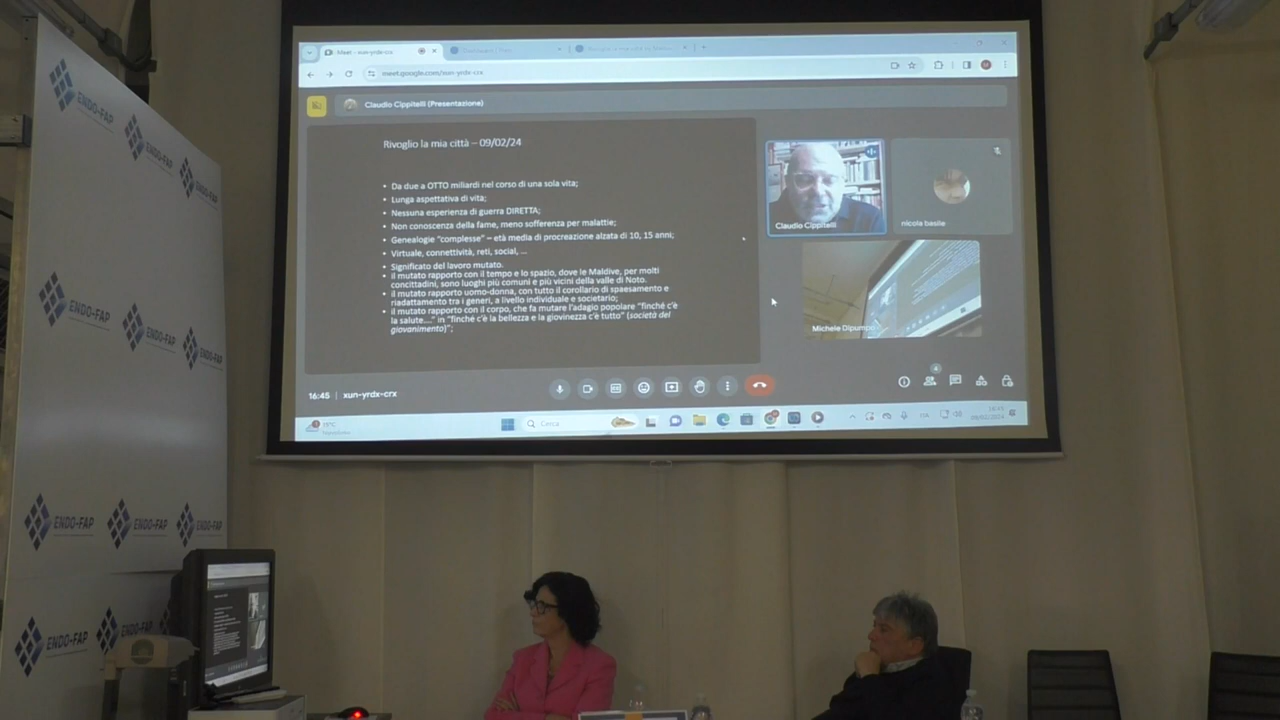 Meet - xun-yrdx-crx
meet.google.com/xun-yrdx-crx
Claudio Cippitelli (Presentazione)
Rivoglio la mia città – 09/02/24
• Da due a OTTO miliardi nel corso di una sola vita;
• Lunga aspettativa di vita;
• Nessuna esperienza di guerra DIRETTA;
• Non conoscenza della fame, meno sofferenza per malattie;
• Genealogie "complesse" – età media di procreazione alzata di 10, 15 anni;
• Virtuale, connettività, reti, social, ...
• Significato del lavoro mutato.
• il mutato rapporto con il tempo e lo spazio, dove le Maldive, per molti
concittadini, sono luoghi più comuni e più vicini della valle di Noto.
• il mutato rapporto uomo-donna, con tutto il corollario di spaesamento e
riadattamento tra i generi, a livello individuale e societario;
• il mutato rapporto con il corpo, che fa mutare l'adagio popolare "finché c'è
la salute...." in "finché c'è la bellezza e la giovinezza c'è tutto" (società del
giovanimento)";
Claudio Cippitelli
nicola basile
Michele Dipumpo
4
16:45 | xun-yrdx-crx
15°C
Cerca
ENDO-FAP
ENDO-FAP
ENDO-FAP
ENDO-FAP
ENDO-FAP
ENDO-FAP
ENDO-FAP
ENDO-FAP
ENDO-FAP
ENDO-FAP
ENDO-FAP